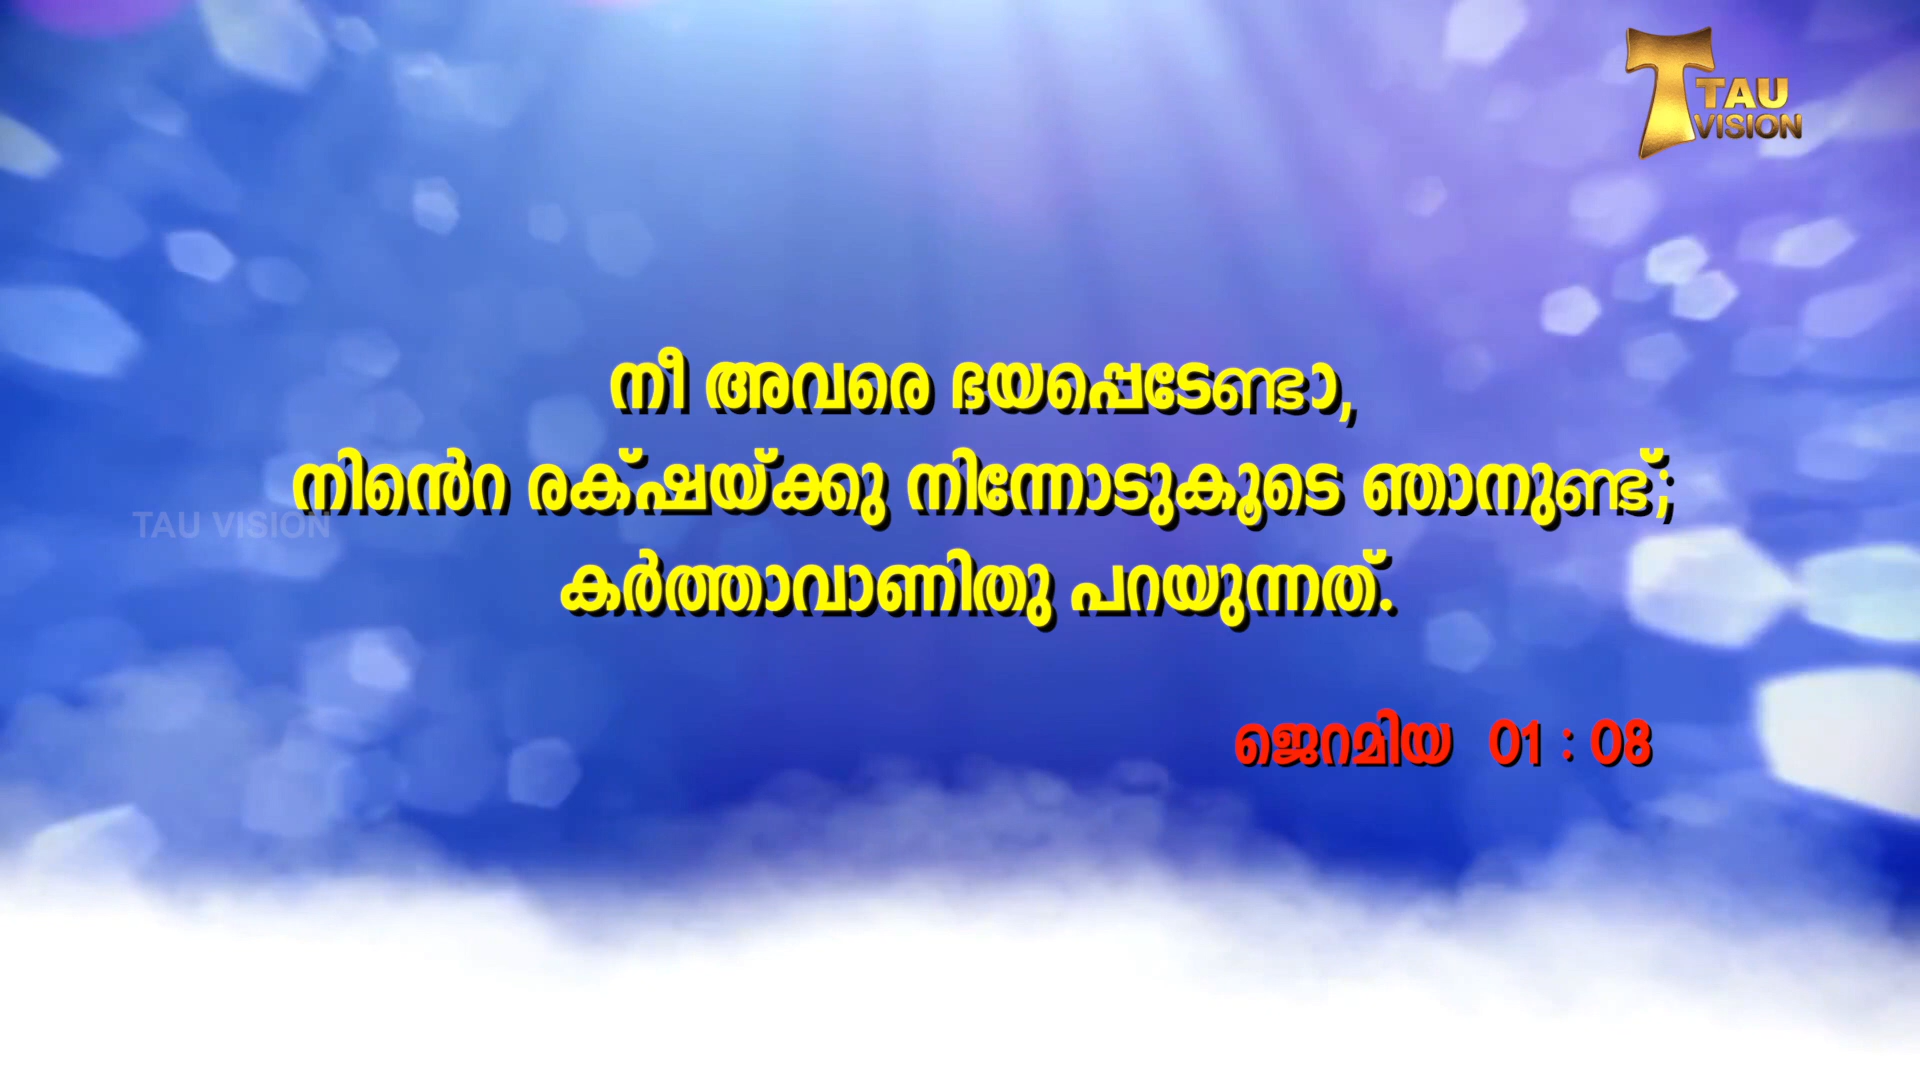 TAU
VISION
നീ അവരെ ഭയപ്പെടേണ്ടാ,
നിൻെറ രക്‌ഷയ്ക്കു നിന്നോടുകൂടെ ഞാനുണ്ട്;
TAU VISION
കർത്താവാണിതു പറയുന്നത്.
ജെറമിയ 01 : 08